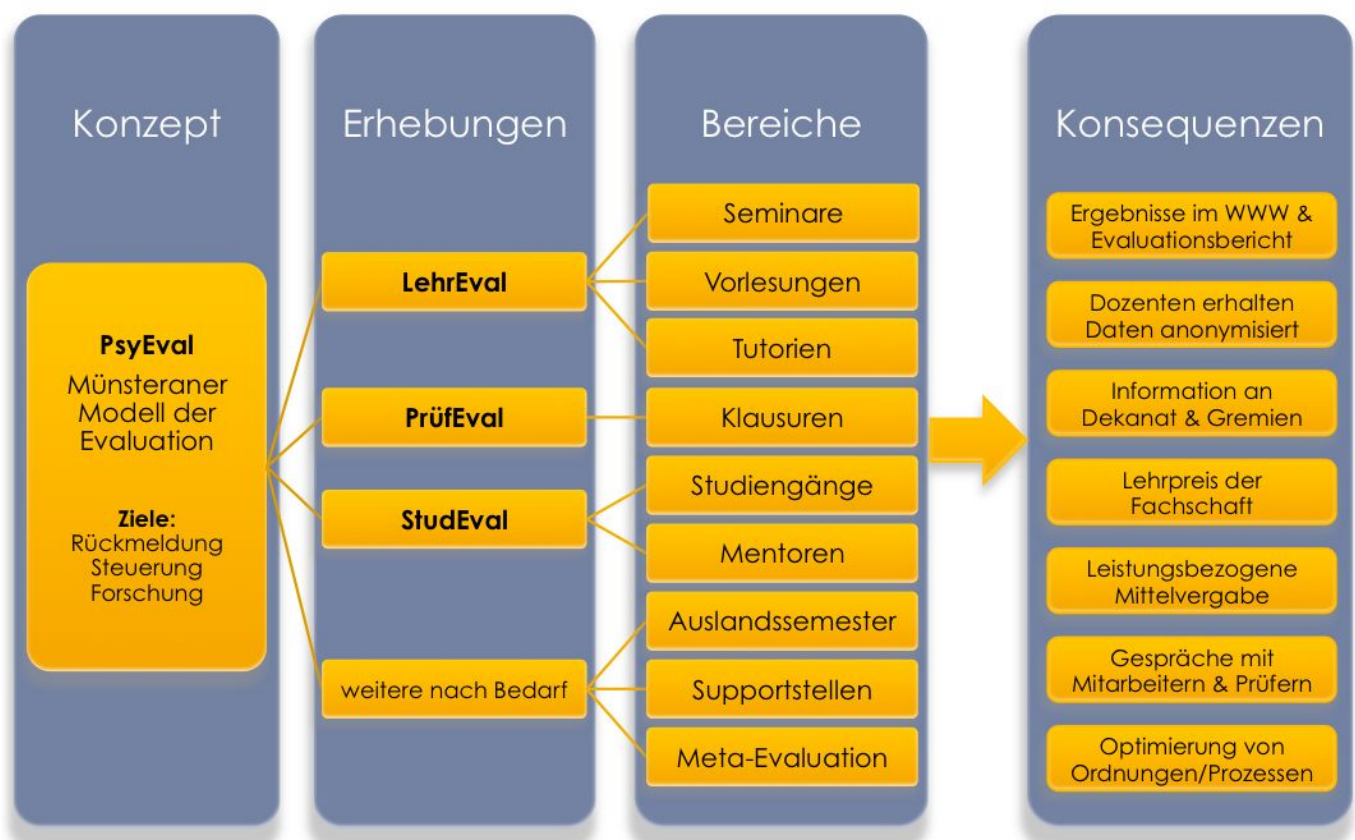 Konzept
PsyEval
Münsteraner
Modell der
Evaluation
Ziele:
Rückmeldung
Steuerung
Forschung
Erhebungen
LehrEval
PrüfEval
StudEval
weitere nach Bedarf
Bereiche
Seminare
Vorlesungen
Tutorien
Klausuren
Studiengänge
Mentoren
Auslandssemester
Supportstellen
Meta-Evaluation
Konsequenzen
Ergebnisse im WWW &
Evaluationsbericht
Dozenten erhalten
Daten anonymisiert
Information an
Dekanat & Gremien
Lehrpreis der
Fachschaft
Leistungsbezogene
Mittelvergabe
Gespräche mit
Mitarbeitern & Prüfern
Optimierung von
Ordnungen/Prozessen